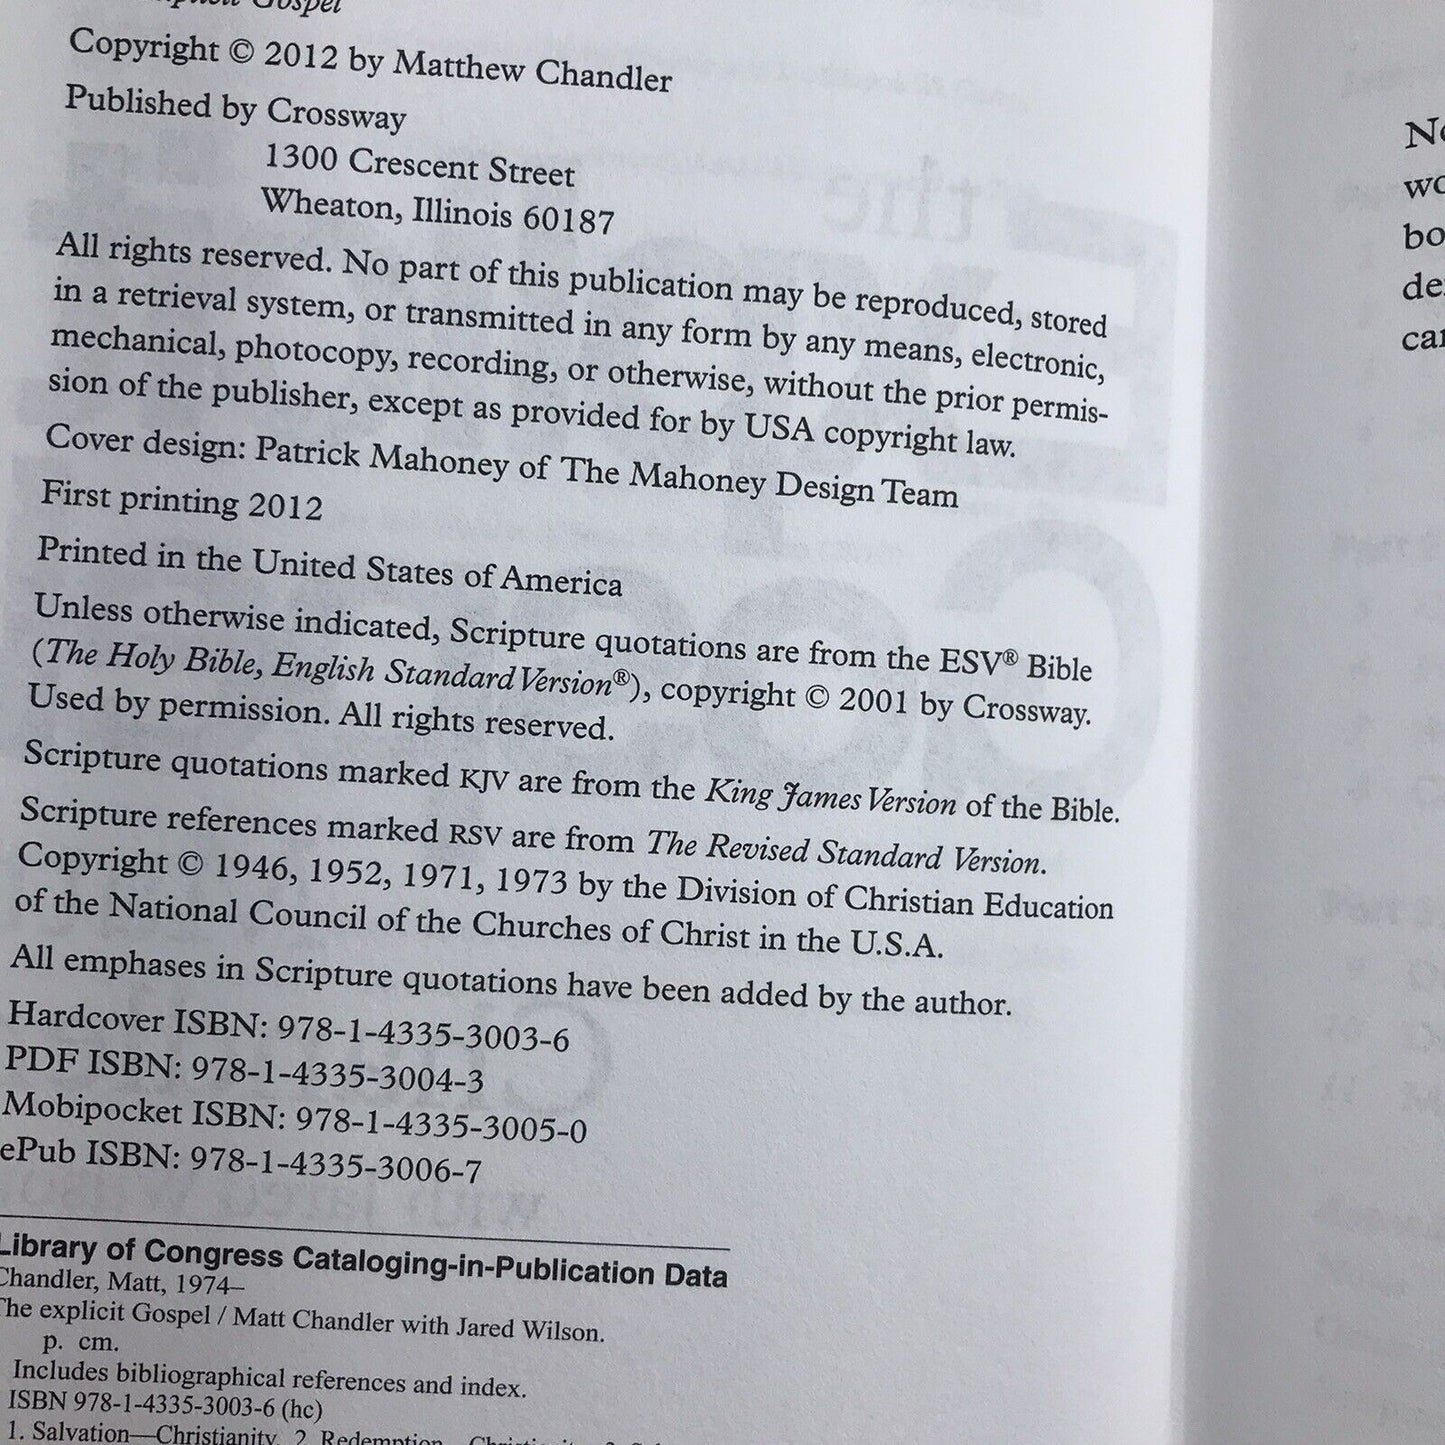 Gospel
Copyright © 2012 by Matthew Chandler
Published by Crossway
1300 Crescent Street
Wheaton, Illinois 60187
All rights reserved. No part of this publication may be reproduced, stored
in a retrieval system, or transmitted in any form by any means, electronic,
mechanical, photocopy, recording, or otherwise, without the prior permis-
sion of the publisher, except as provided for by USA copyright law.
Cover design: Patrick Mahoney of The Mahoney Design Team
First printing 2012
Printed in the United States of America
Unless otherwise indicated, Scripture quotations are from the ESV® Bible
(The Holy Bible, English Standard Version®), copyright © 2001 by Crossway.
Used by permission. All rights reserved.
Scripture quotations marked KJV are from the King James Version of the Bible.
Scripture references marked RSV are from The Revised Standard Version.
Copyright © 1946, 1952, 1971, 1973 by the Division of Christian Education
of the National Council of the Churches of Christ in the U.S.A.
All emphases in Scripture quotations have been added by the author.
Hardcover ISBN: 978-1-4335-3003-6
PDF ISBN: 978-1-4335-3004-3
Mobipocket ISBN: 978-1-4335-3005-0
ePub ISBN: 978-1-4335-3006-7
Library of Congress Cataloging-in-Publication Data
Chandler, Matt, 1974–
The explicit Gospel / Matt Chandler with Jared Wilson.
p. cm.
Includes bibliographical references and index.
ISBN 978-1-4335-3003-6 (hc)
1. Salvation—Christianity. 2. Redemption